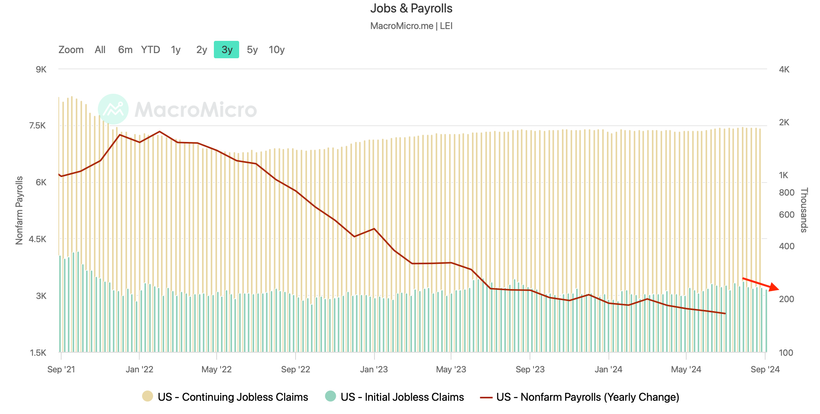 Jobs & Payrolls
MacroMicro.me | LEI
Zoom All 6m YTD 1y 2y 3y 5y 10y
9K 4K
MacroMicro
7.5K 2K
6K 1K
800
600
4.5K 400
3K 200
1.5K 100
Nonfarm Payrolls
Thousands
Sep '21 Jan '22 May '22 Sep '22 Jan '23 May '23 Sep '23 Jan '24 May '24 Sep '24
US - Continuing Jobless Claims US - Initial Jobless Claims US - Nonfarm Payrolls (Yearly Change)